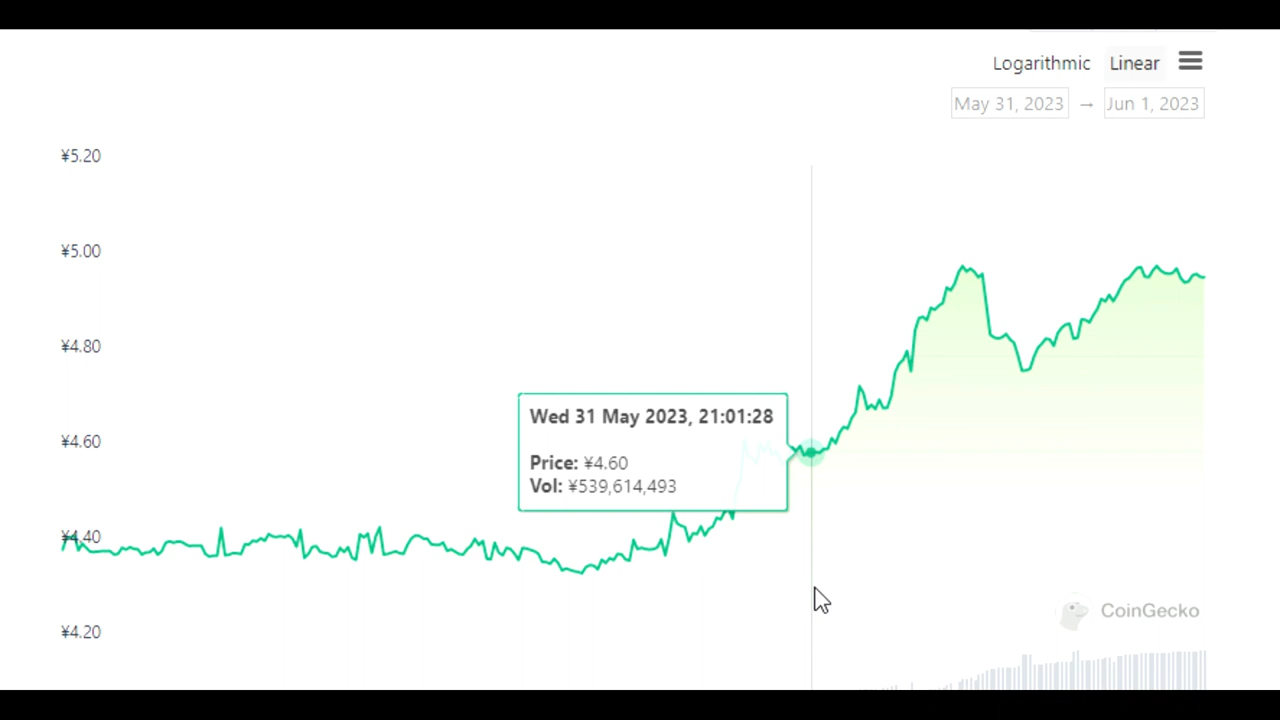 Logarithmic Linear
May 31, 2023 → Jun 1, 2023
¥5.20
¥5.00
¥4.80
¥4.60
Wed 31 May 2023, 21:01:28
Price: ¥4.60
Vol: ¥539,614,493
¥4.40
CoinGecko
¥4.20